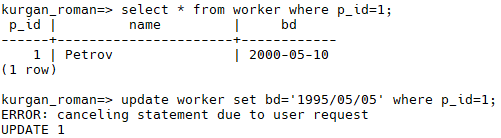 kurgan_roman=> select * from worker where p_id=1;
 p_id |         name         |     bd
------+----------------------+------------
    1 | Petrov               | 2000-05-10
(1 row)
kurgan_roman=> update worker set bd='1995/05/05' where p_id=1;
ERROR: canceling statement due to user request
UPDATE 1